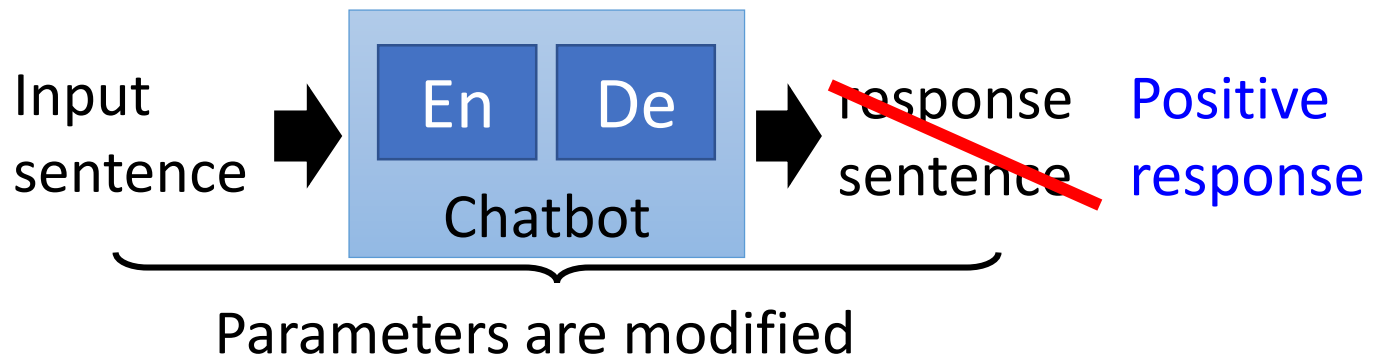 Input
sentence
En
De
Chatbot
response
sentence
Positive
response
Parameters are modified